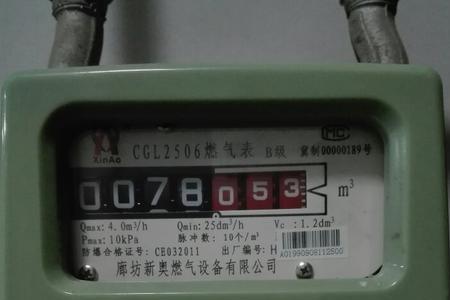 XinAo
CGL2506燃气表 B级
MC
冀制00000189号
0078053 m³
Qmax: 4.0m³/h Qmin: 25dm³/h Vc : 1.2dm³
Pmax: 10kPa 脉冲数: 10个/m³
防爆合格证号: CE032011 出厂编号: H
A01990908112500
廊坊新奥燃气设备有限公司